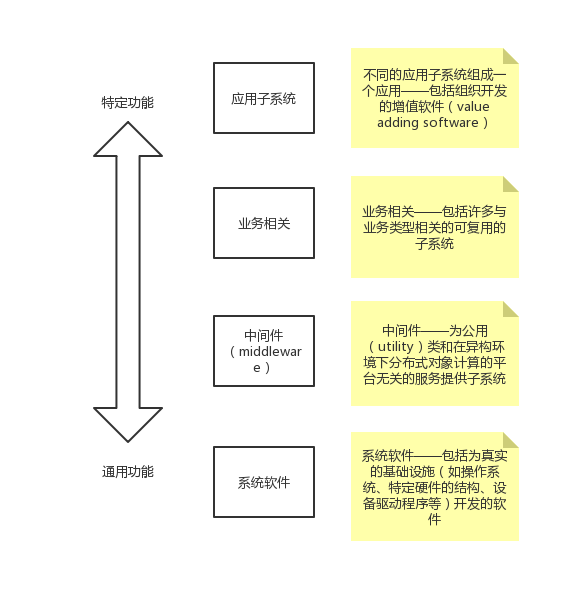 特定功能
应用子系统
不同的应用子系统组成一
个应用——包括组织开发
的增值软件（value
adding software）
业务相关
业务相关——包括许多与
业务类型相关的可复用的
子系统
中间件
（middlewar
e）
中间件——为公用
（utility）类和在异构环
境下分布式对象计算的平
台无关的服务提供子系统
通用功能
系统软件
系统软件——包括为真实
的基础设施（如操作系
统、特定硬件的结构、设
备驱动程序等）开发的软
件